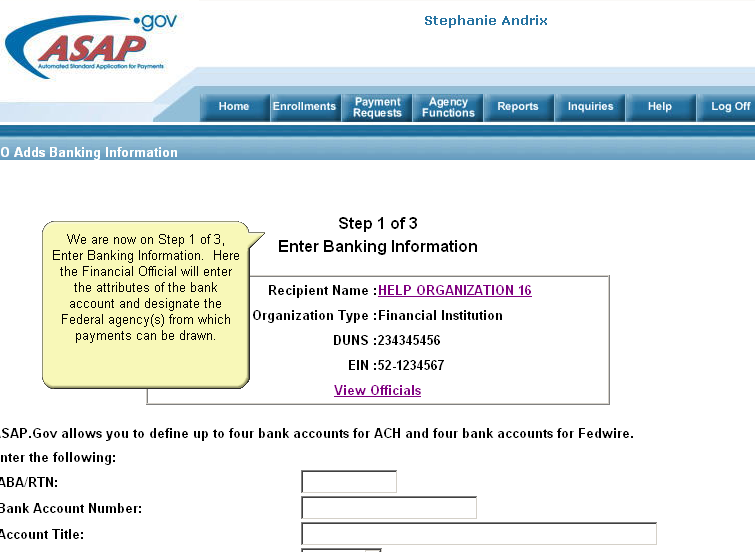 .gov
ASAP
Automated Standard Application for Payments
Stephanie Andrix
Home Enrollments Payment Requests Agency Functions Reports Inquiries Help Log Off
O Adds Banking Information
Step 1 of 3
Enter Banking Information
We are now on Step 1 of 3,
Enter Banking Information. Here
the Financial Official will enter
the attributes of the bank
account and designate the
Federal agency(s) from which
payments can be drawn.
Recipient Name :HELP ORGANIZATION 16
Organization Type :Financial Institution
DUNS :234345456
EIN :52-1234567
View Officials
SAP.Gov allows you to define up to four bank accounts for ACH and four bank accounts for Fedwire.
nter the following:
ABA/RTN:
Bank Account Number:
Account Title: